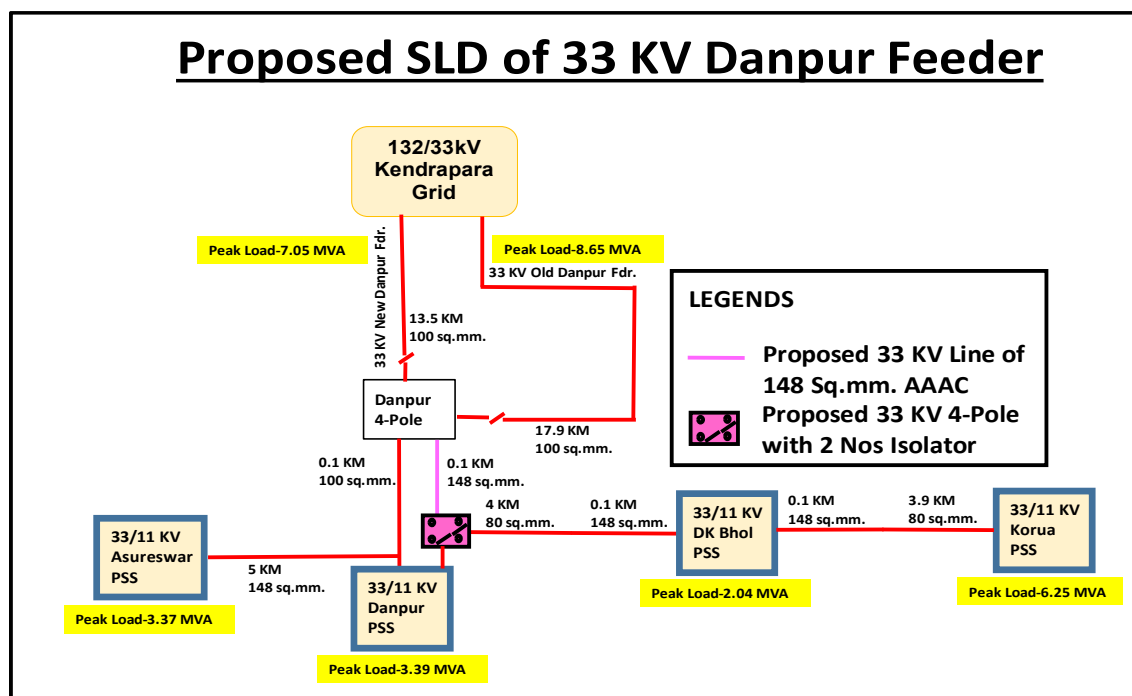 Proposed SLD of 33 KV Danpur Feeder
132/33kV
Kendrapara
Grid
Peak Load-7.05 MVA
Peak Load-8.65 MVA
33 KV New Danpur Fdr.
33 KV Old Danpur Fdr.
13.5 KM
100 sq.mm.
LEGENDS
Proposed 33 KV Line of
148 Sq.mm. AAAC
Proposed 33 KV 4-Pole
with 2 Nos Isolator
Danpur
4-Pole
17.9 KM
100 sq.mm.
0.1 KM
100 sq.mm.
0.1 KM
148 sq.mm.
4 KM
80 sq.mm.
0.1 KM
148 sq.mm.
0.1 KM
148 sq.mm.
3.9 KM
80 sq.mm.
33/11 KV
Asureswar
PSS
5 KM
148 sq.mm.
33/11 KV
Danpur
PSS
33/11 KV
DK Bhol
PSS
33/11 KV
Korua
PSS
Peak Load-3.37 MVA
Peak Load-3.39 MVA
Peak Load-2.04 MVA
Peak Load-6.25 MVA